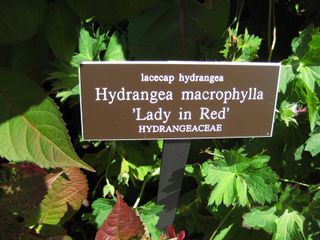 lacecap hydrangea
Hydrangea macrophylla
'Lady in Red'
HYDRANGEACEAE